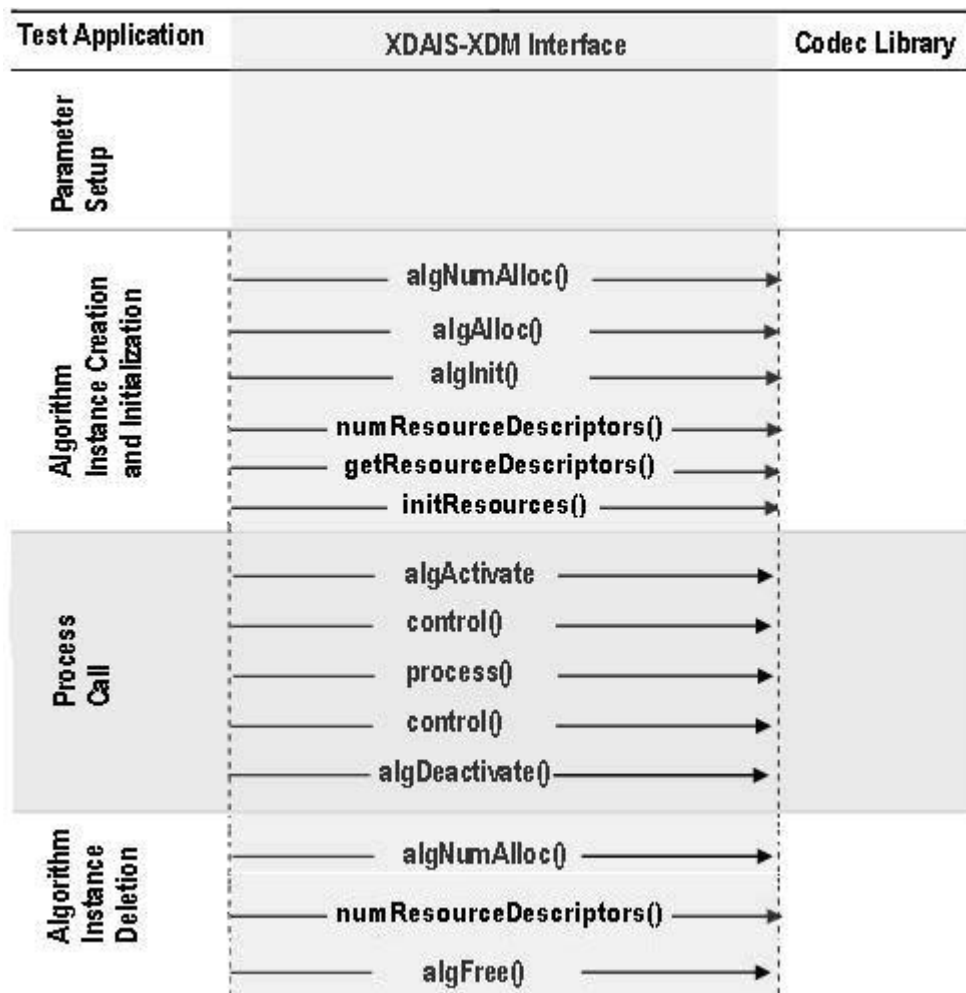 Test Application
XDAIS-XDM Interface
Codec Library
Parameter
Setup
Algorithm
Instance Creation
and Initialization
algNumAlloc()
algAlloc()
algInit()
numResourceDescriptors()
getResourceDescriptors()
initResources()
Process
Call
algActivate
control()
process()
control()
algDeactivate()
Algorithm
Instance
Deletion
algNumAlloc()
numResourceDescriptors()
algFree()